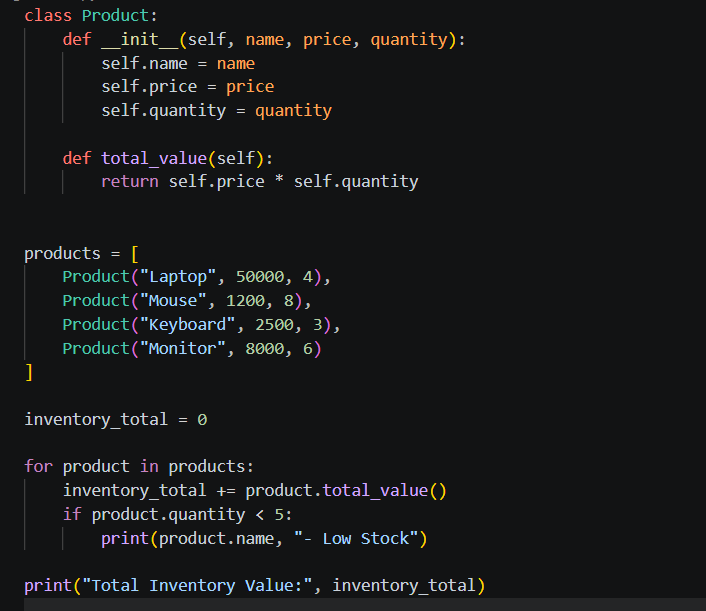 class Product:
    def __init__(self, name, price, quantity):
        self.name = name
        self.price = price
        self.quantity = quantity

    def total_value(self):
        return self.price * self.quantity


products = [
    Product("Laptop", 50000, 4),
    Product("Mouse", 1200, 8),
    Product("Keyboard", 2500, 3),
    Product("Monitor", 8000, 6)
]

inventory_total = 0

for product in products:
    inventory_total += product.total_value()
    if product.quantity < 5:
        print(product.name, "- Low Stock")

print("Total Inventory Value:", inventory_total)